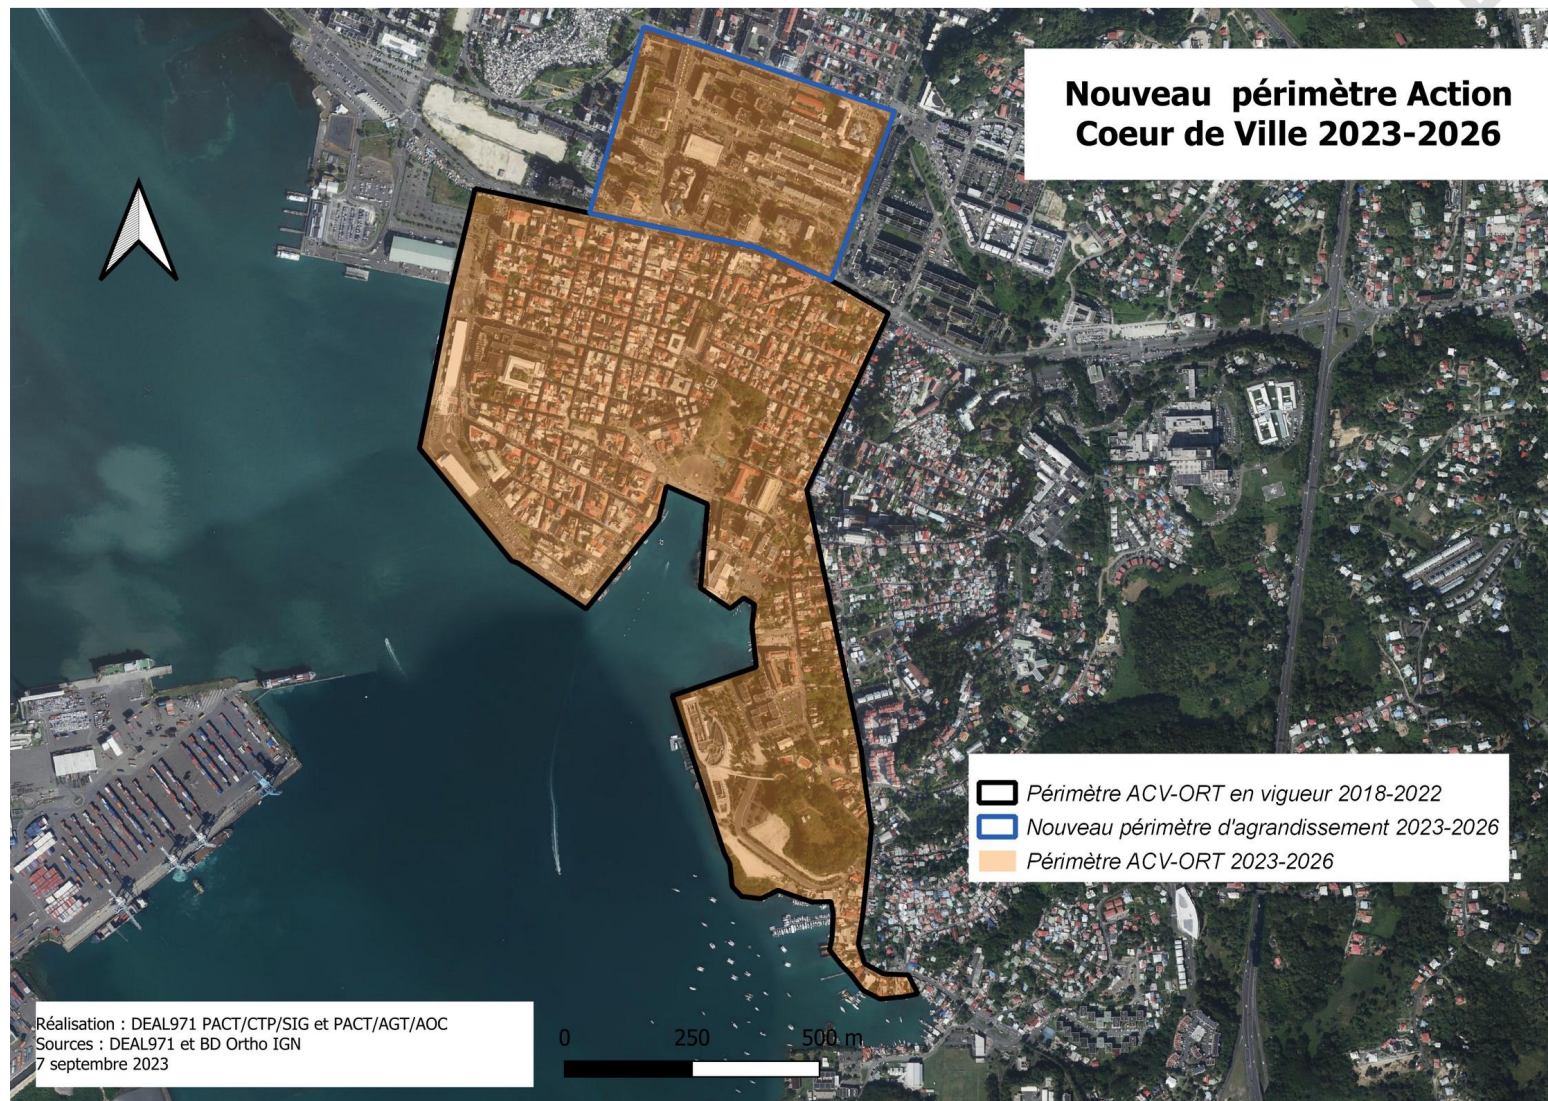 Nouveau périmètre Action
Coeur de Ville 2023-2026
Périmètre ACV-ORT en vigueur 2018-2022
Nouveau périmètre d'agrandissement 2023-2026
Périmètre ACV-ORT 2023-2026
Réalisation : DEAL971 PACT/CTP/SIG et PACT/AGT/AOC
Sources : DEAL971 et BD Ortho IGN
7 septembre 2023
0 250 500 m